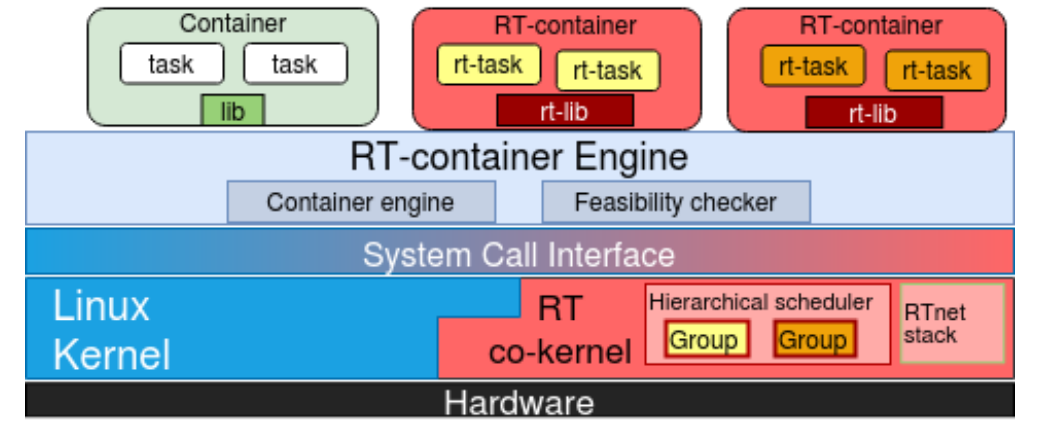 Container
task
task
lib
RT-container
rt-task
rt-task
rt-lib
RT-container
rt-task
rt-task
rt-lib
RT-container Engine
Container engine
Feasibility checker
System Call Interface
Linux
Kernel
RT
co-kernel
Hierarchical scheduler
Group
Group
RTnet
stack
Hardware